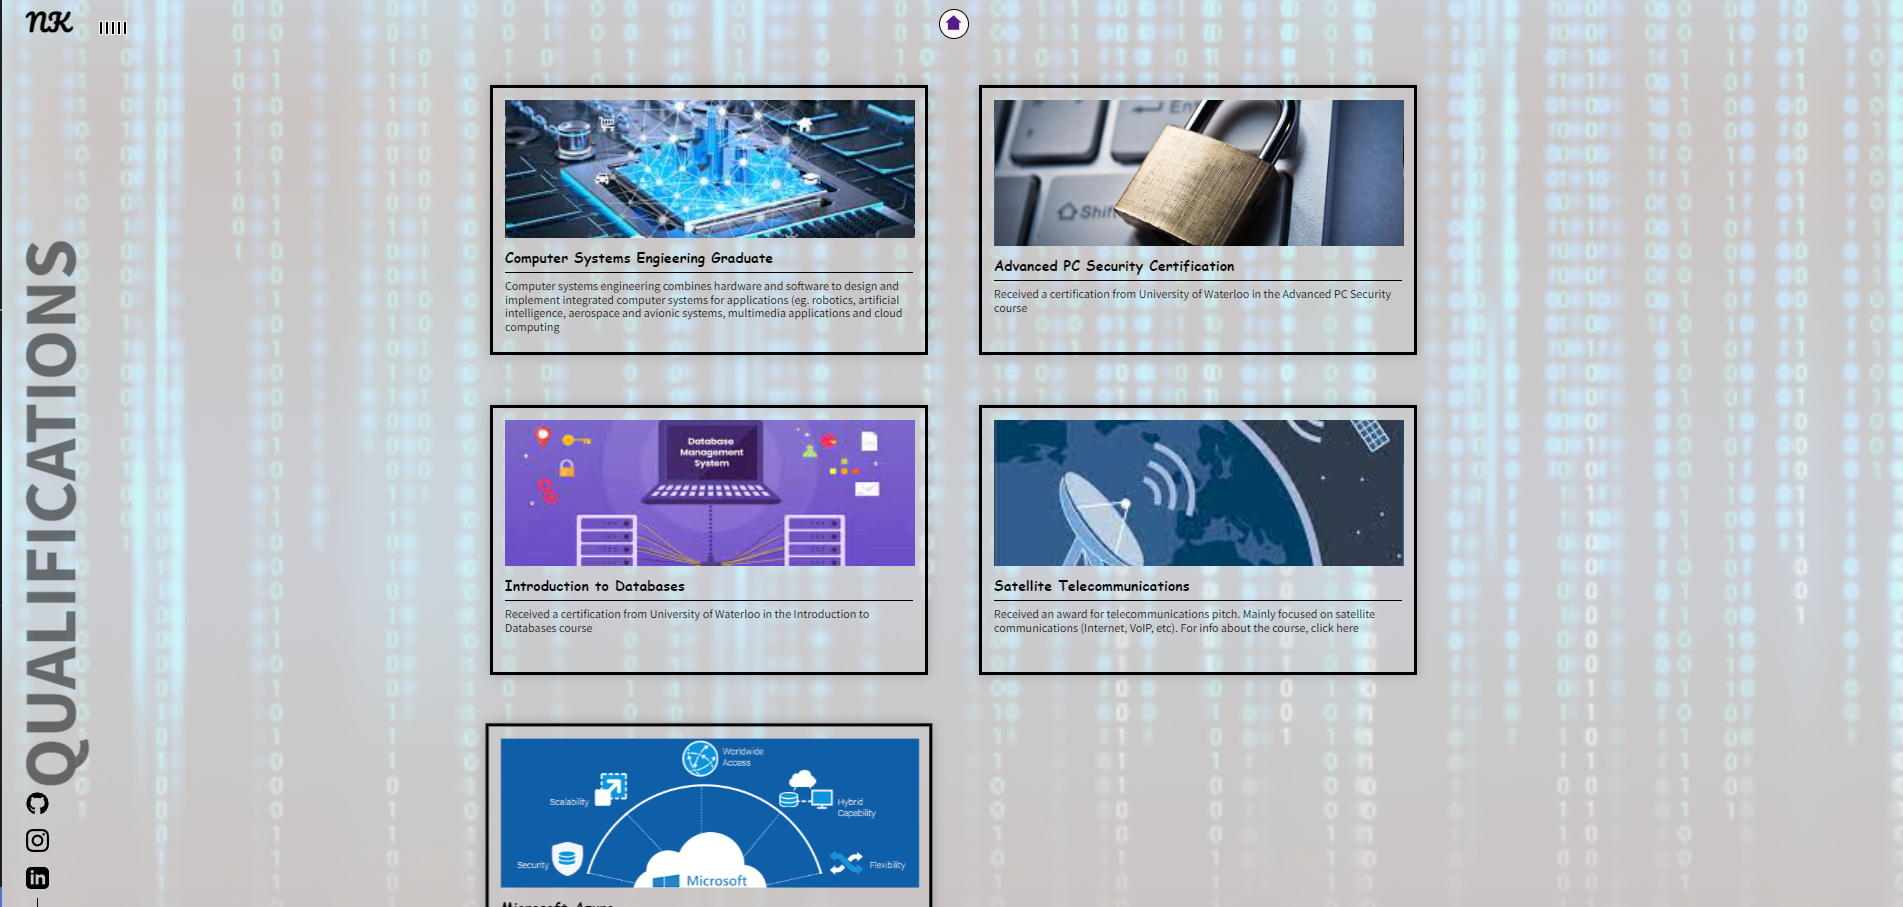 NK
QUALIFICATIONS
Ent
Shift
Computer Systems Engieering Graduate
Computer systems engineering combines hardware and software to design and
implement integrated computer systems for applications (eg. robotics, artificial
intelligence, aerospace and avionic systems, multimedia applications and cloud
computing
Advanced PC Security Certification
Received a certification from University of Waterloo in the Advanced PC Security
course
Database
Management
System
Introduction to Databases
Received a certification from University of Waterloo in the Introduction to
Databases course
Satellite Telecommunications
Received an award for telecommunications pitch. Mainly focused on satellite
communications (Internet, VoIP, etc). For info about the course, click here
Worldwide
Access
Scalability
Hybrid
Capability
Security
Flexibility
Microsoft
Microsoft Azure
in